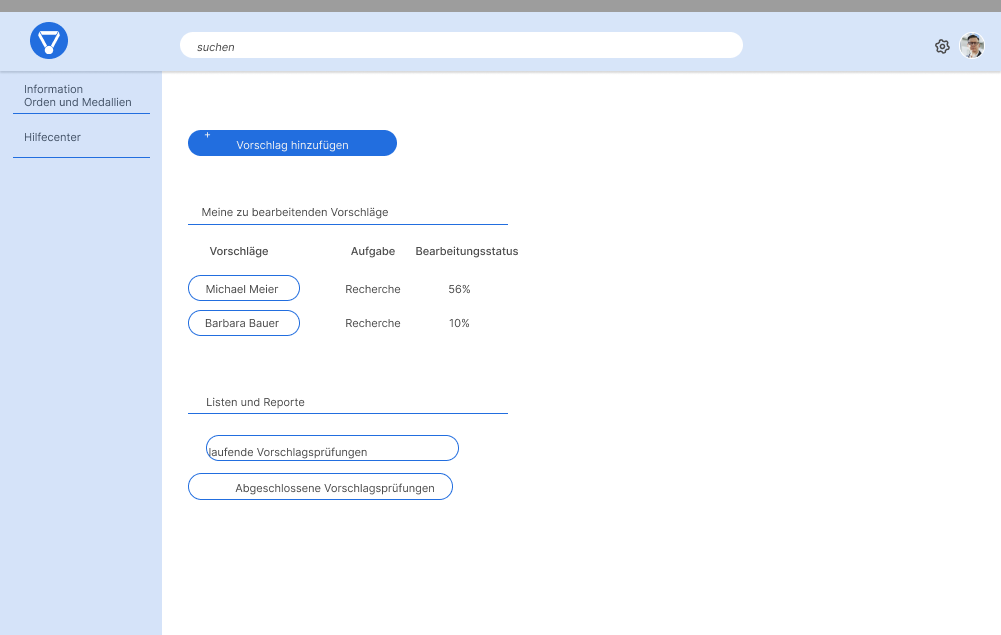 suchen
Information
Orden und Medallien
Hilfecenter
+
Vorschlag hinzufügen
Meine zu bearbeitenden Vorschläge
Vorschläge Aufgabe Bearbeitungsstatus
Michael Meier Recherche 56%
Barbara Bauer Recherche 10%
Listen und Reporte
laufende Vorschlagsprüfungen
Abgeschlossene Vorschlagsprüfungen